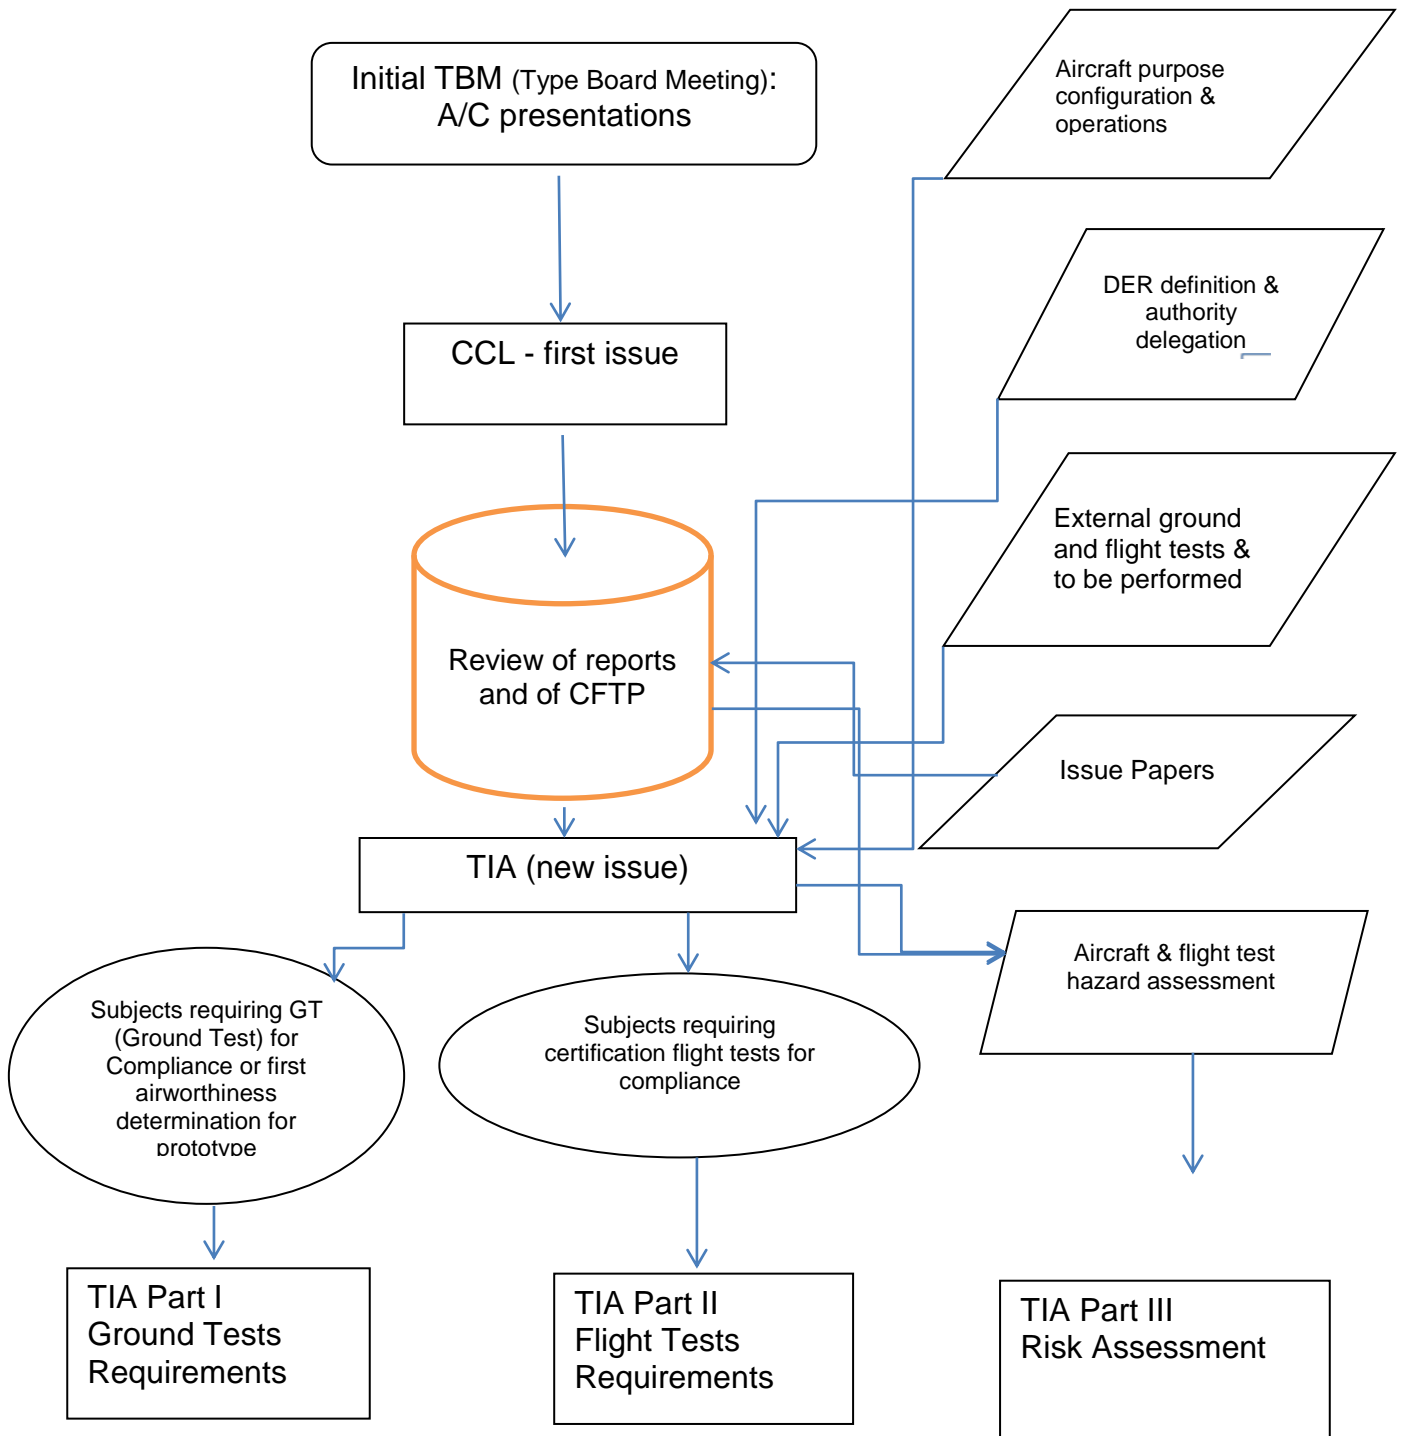 Initial TBM (Type Board Meeting):
A/C presentations
Aircraft purpose
configuration &
operations
DER definition &
authority
delegation
CCL - first issue
External ground
and flight tests &
to be performed
Review of reports
and of CFTP
Issue Papers
TIA (new issue)
Aircraft & flight test
hazard assessment
Subjects requiring GT
(Ground Test) for
Compliance or first
airworthiness
determination for
prototype
Subjects requiring
certification flight tests for
compliance
TIA Part I
Ground Tests
Requirements
TIA Part II
Flight Tests
Requirements
TIA Part III
Risk Assessment